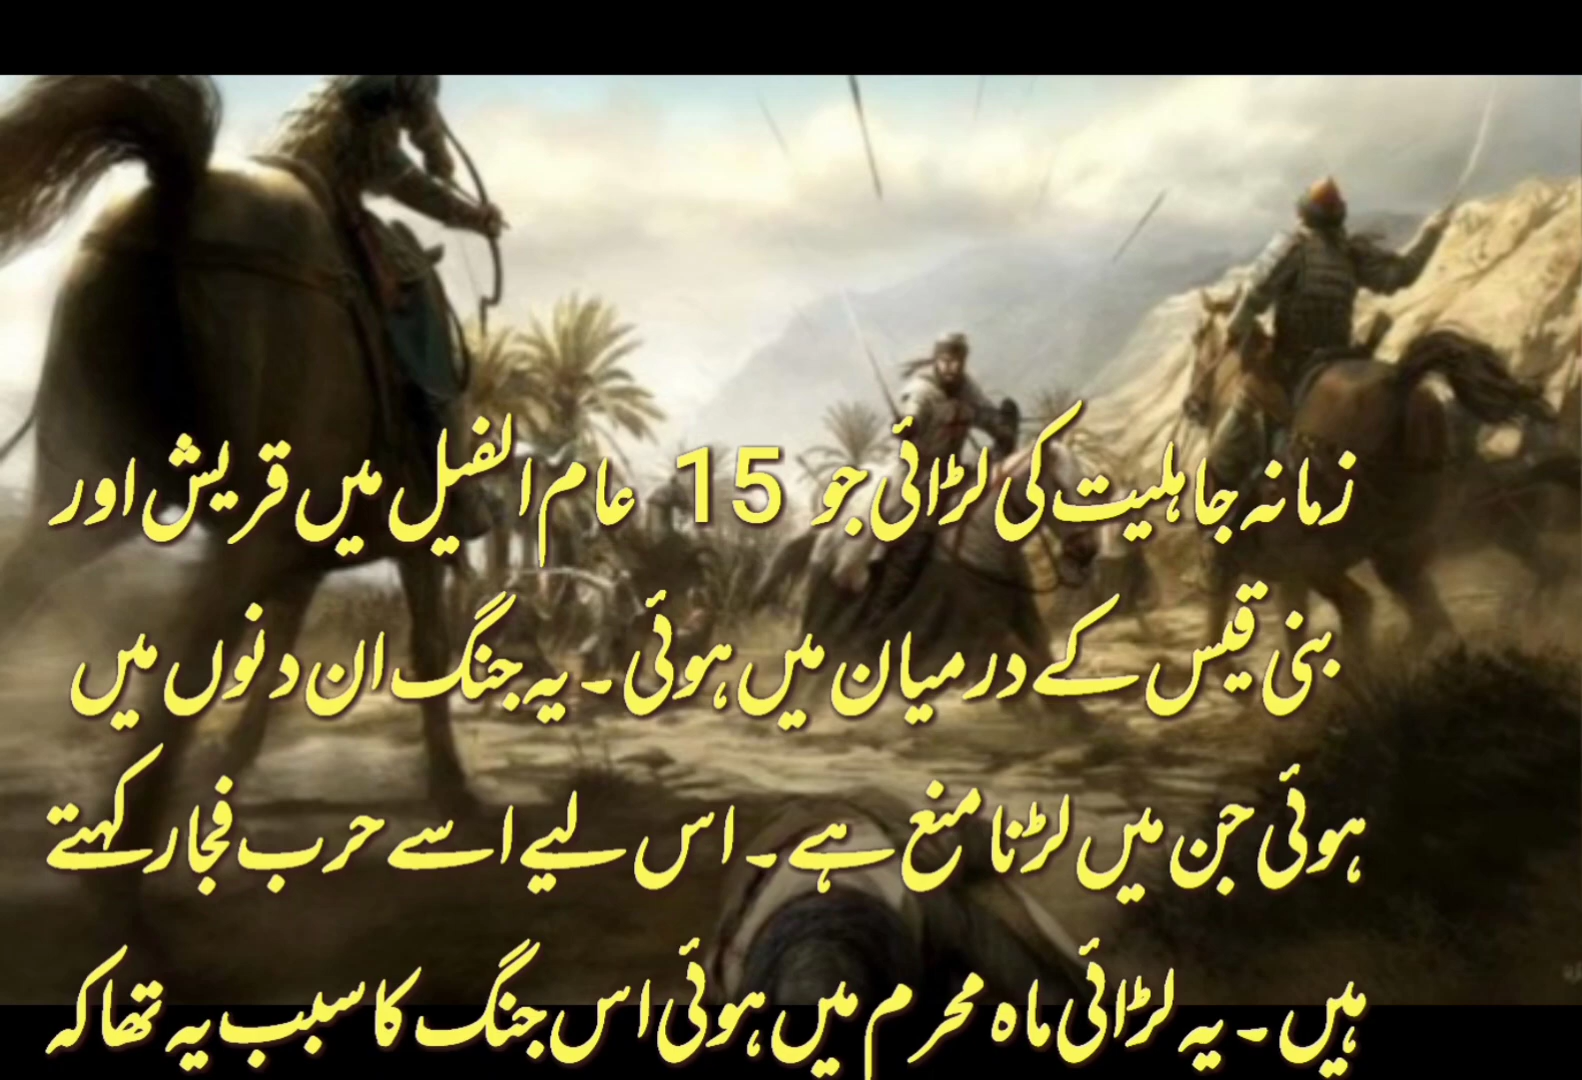 زمانہ جاہلیت کی لڑائی جو 15 عام الفیل میں قریش اور
بنی قیس کے درمیان میں ہوئی۔ یہ جنگ ان دنوں میں
ہوئی جن میں لڑنا منع ہے۔ اس لیے اسے حرب فجار کہتے
ہیں۔ یہ لڑائی ماہ محرم میں ہوئی اس جنگ کا سبب یہ تھا کہ